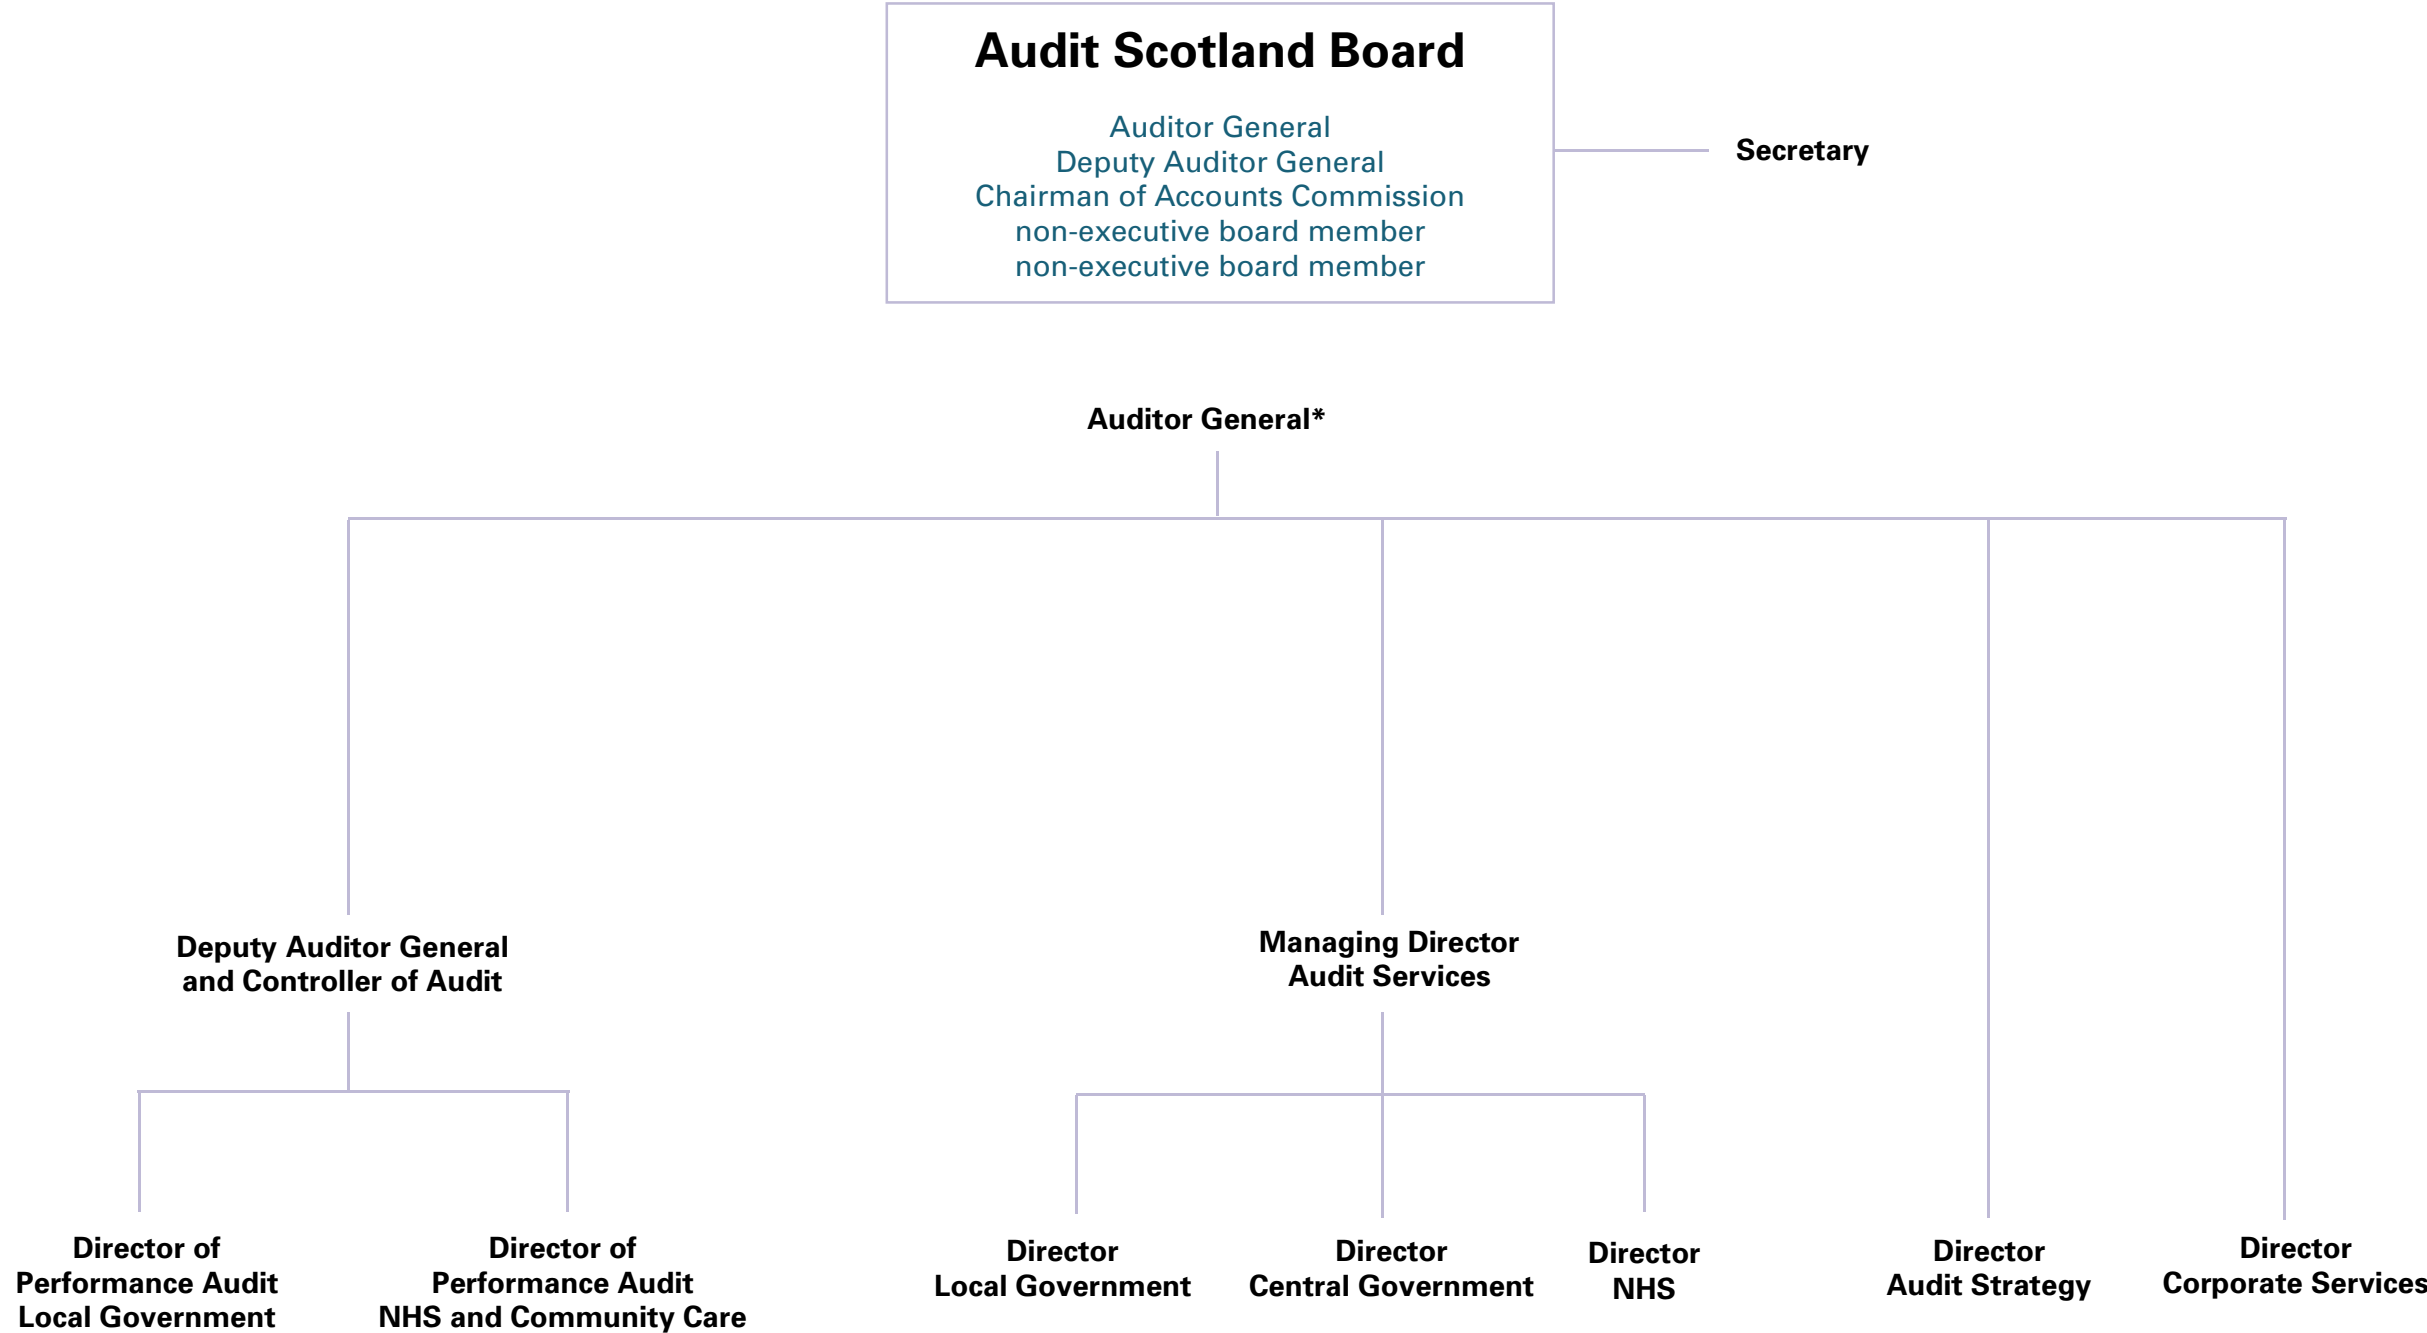 Audit Scotland Board
Auditor General
Deputy Auditor General
Chairman of Accounts Commission
non-executive board member
non-executive board member
Secretary
Auditor General*
Deputy Auditor General
and Controller of Audit
Managing Director
Audit Services
Director of
Performance Audit
Local Government
Director of
Performance Audit
NHS and Community Care
Director
Local Government
Director
Central Government
Director
NHS
Director
Audit Strategy
Director
Corporate Services